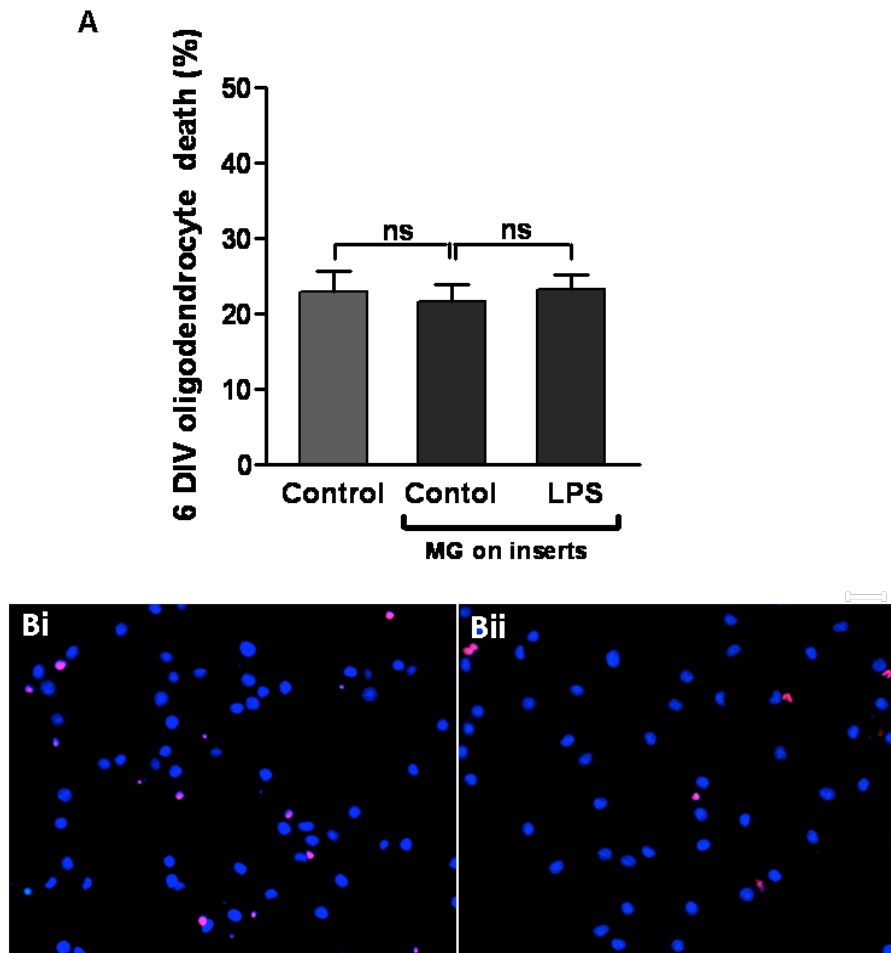 A
6 DIV oligodendrocyte death (%)
50
40
30
20
10
0
ns ns
Control Contol LPS
MG on inserts
Bi Bii